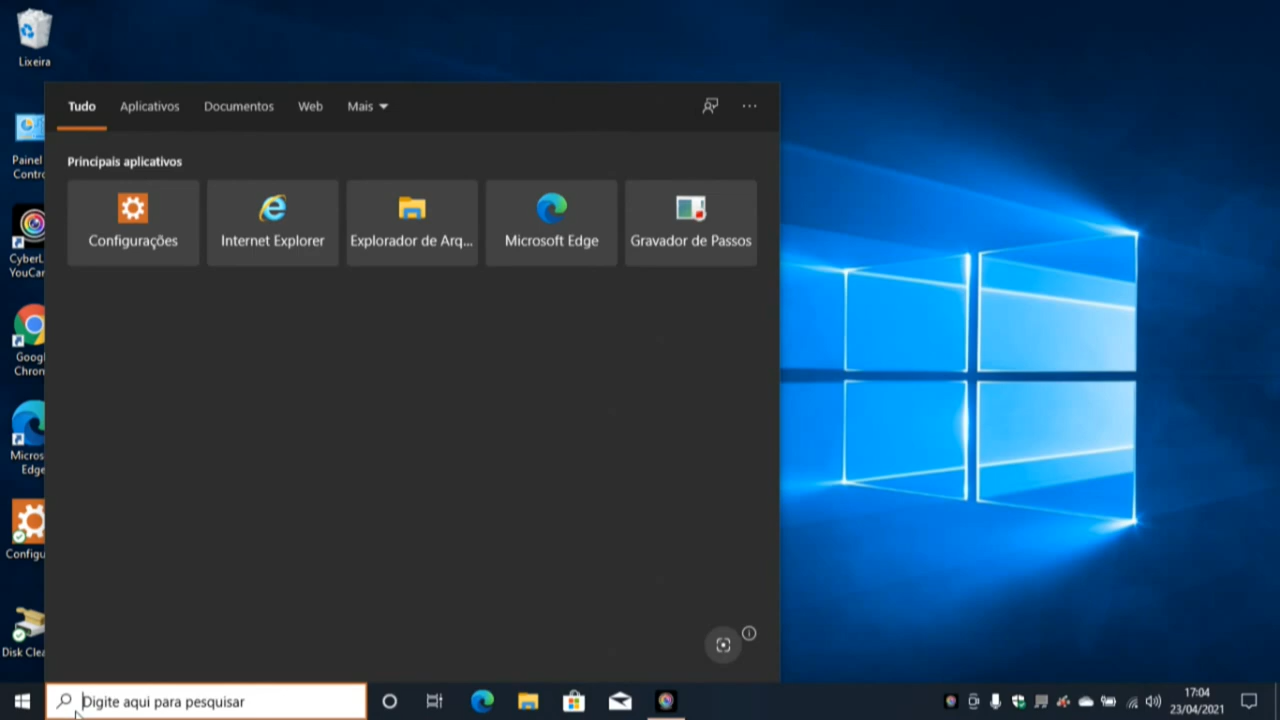 Lixeira
Tudo Aplicativos Documentos Web Mais
Painel
Contro
Principais aplicativos
Configurações Internet Explorer Explorador de Arq... Microsoft Edge Gravador de Passos
CyberL
YouCar
Googl
Chron
Micros
Edge
Configu
Disk Clea
Digite aqui para pesquisar
17:04
23/04/2021